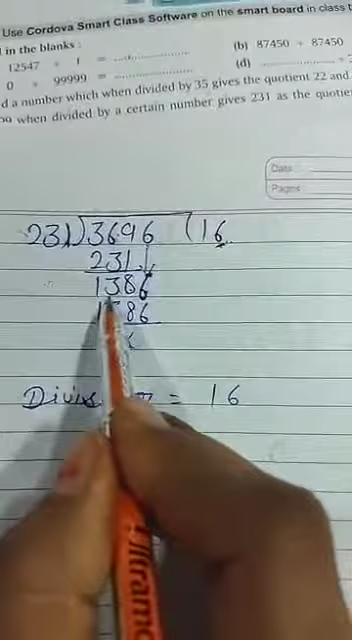 Use Cordova Smart Class Software on the smart board in class t
in the blanks :
12547 ÷ 1 = ................ (b) 87450 ÷ 87450
0 ÷ 99999 = ................ (d) ................ ÷
d a number which when divided by 35 gives the quotient 22 and
when divided by a certain number gives 231 as the quotie
Date
Pages
231)3696(16
231↓
1386
1386
×
= 16
Ultram